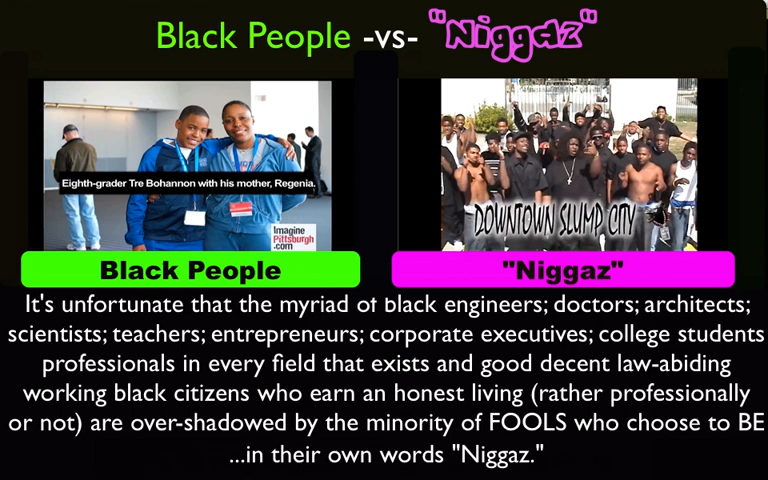 Black People -vs- "Niggaz"
Eighth-grader Tre Bohannon with his mother, Regenia.
Imagine
Pittsburgh
.com
DOWNTOWN SLUMP CITY
Black People
"Niggaz"
It's unfortunate that the myriad of black engineers; doctors; architects;
scientists; teachers; entrepreneurs; corporate executives; college students
professionals in every field that exists and good decent law-abiding
working black citizens who earn an honest living (rather professionally
or not) are over-shadowed by the minority of FOOLS who choose to BE
...in their own words "Niggaz."